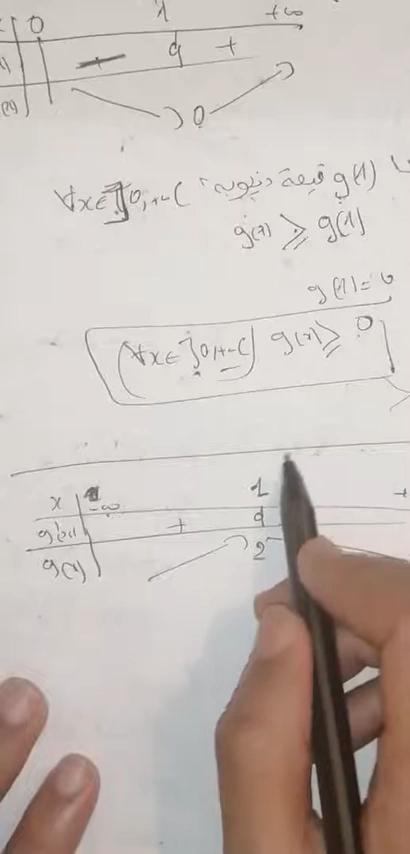 0 1 +∞
- 0 +
0
∀x∈]0,+∞[ قيمة دنيوية g(1)
g(x) ≥ g(1)
g(1) = 0
(∀x∈]0,+∞[) g(x) ≥ 0
x -∞ 1 +
g'(x) + 0
g(x) 2